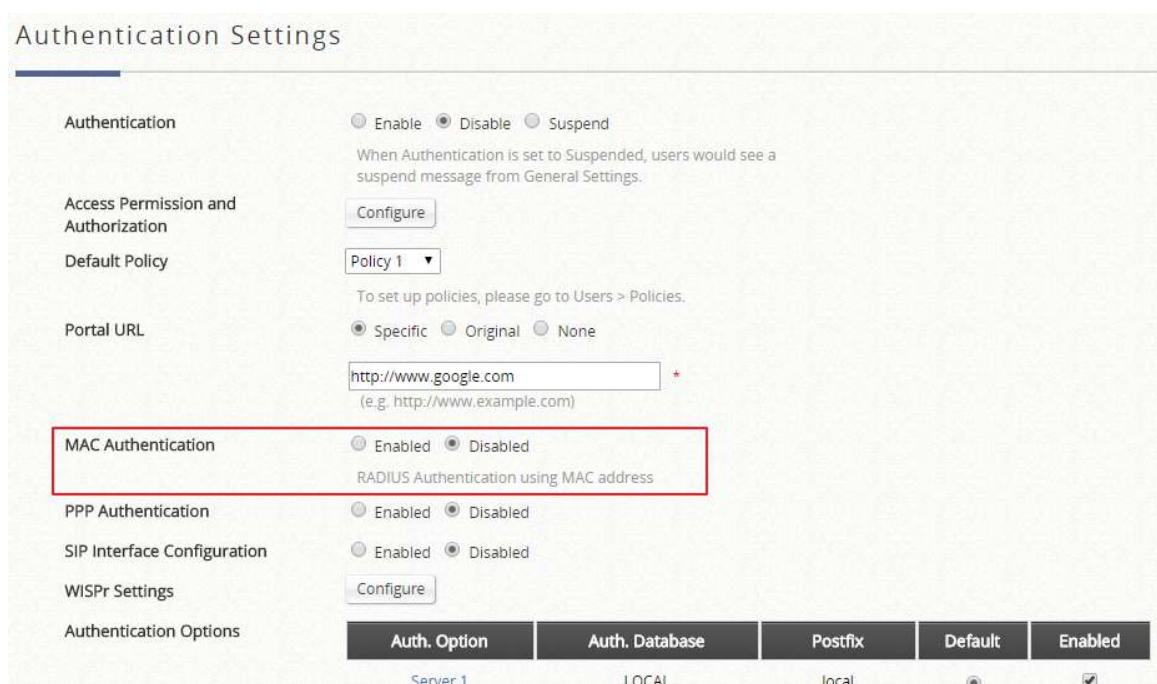 Authentication Settings
Authentication
Enable Disable Suspend
When Authentication is set to Suspended, users would see a
suspend message from General Settings.
Access Permission and
Authorization
Configure
Default Policy
Policy 1
To set up policies, please go to Users > Policies.
Portal URL
Specific Original None
http://www.google.com *
(e.g. http://www.example.com)
MAC Authentication
Enabled Disabled
RADIUS Authentication using MAC address
PPP Authentication
Enabled Disabled
SIP Interface Configuration
Enabled Disabled
WISPr Settings
Configure
Authentication Options
Auth. Option Auth. Database Postfix Default Enabled
Server 1 LOCAL local